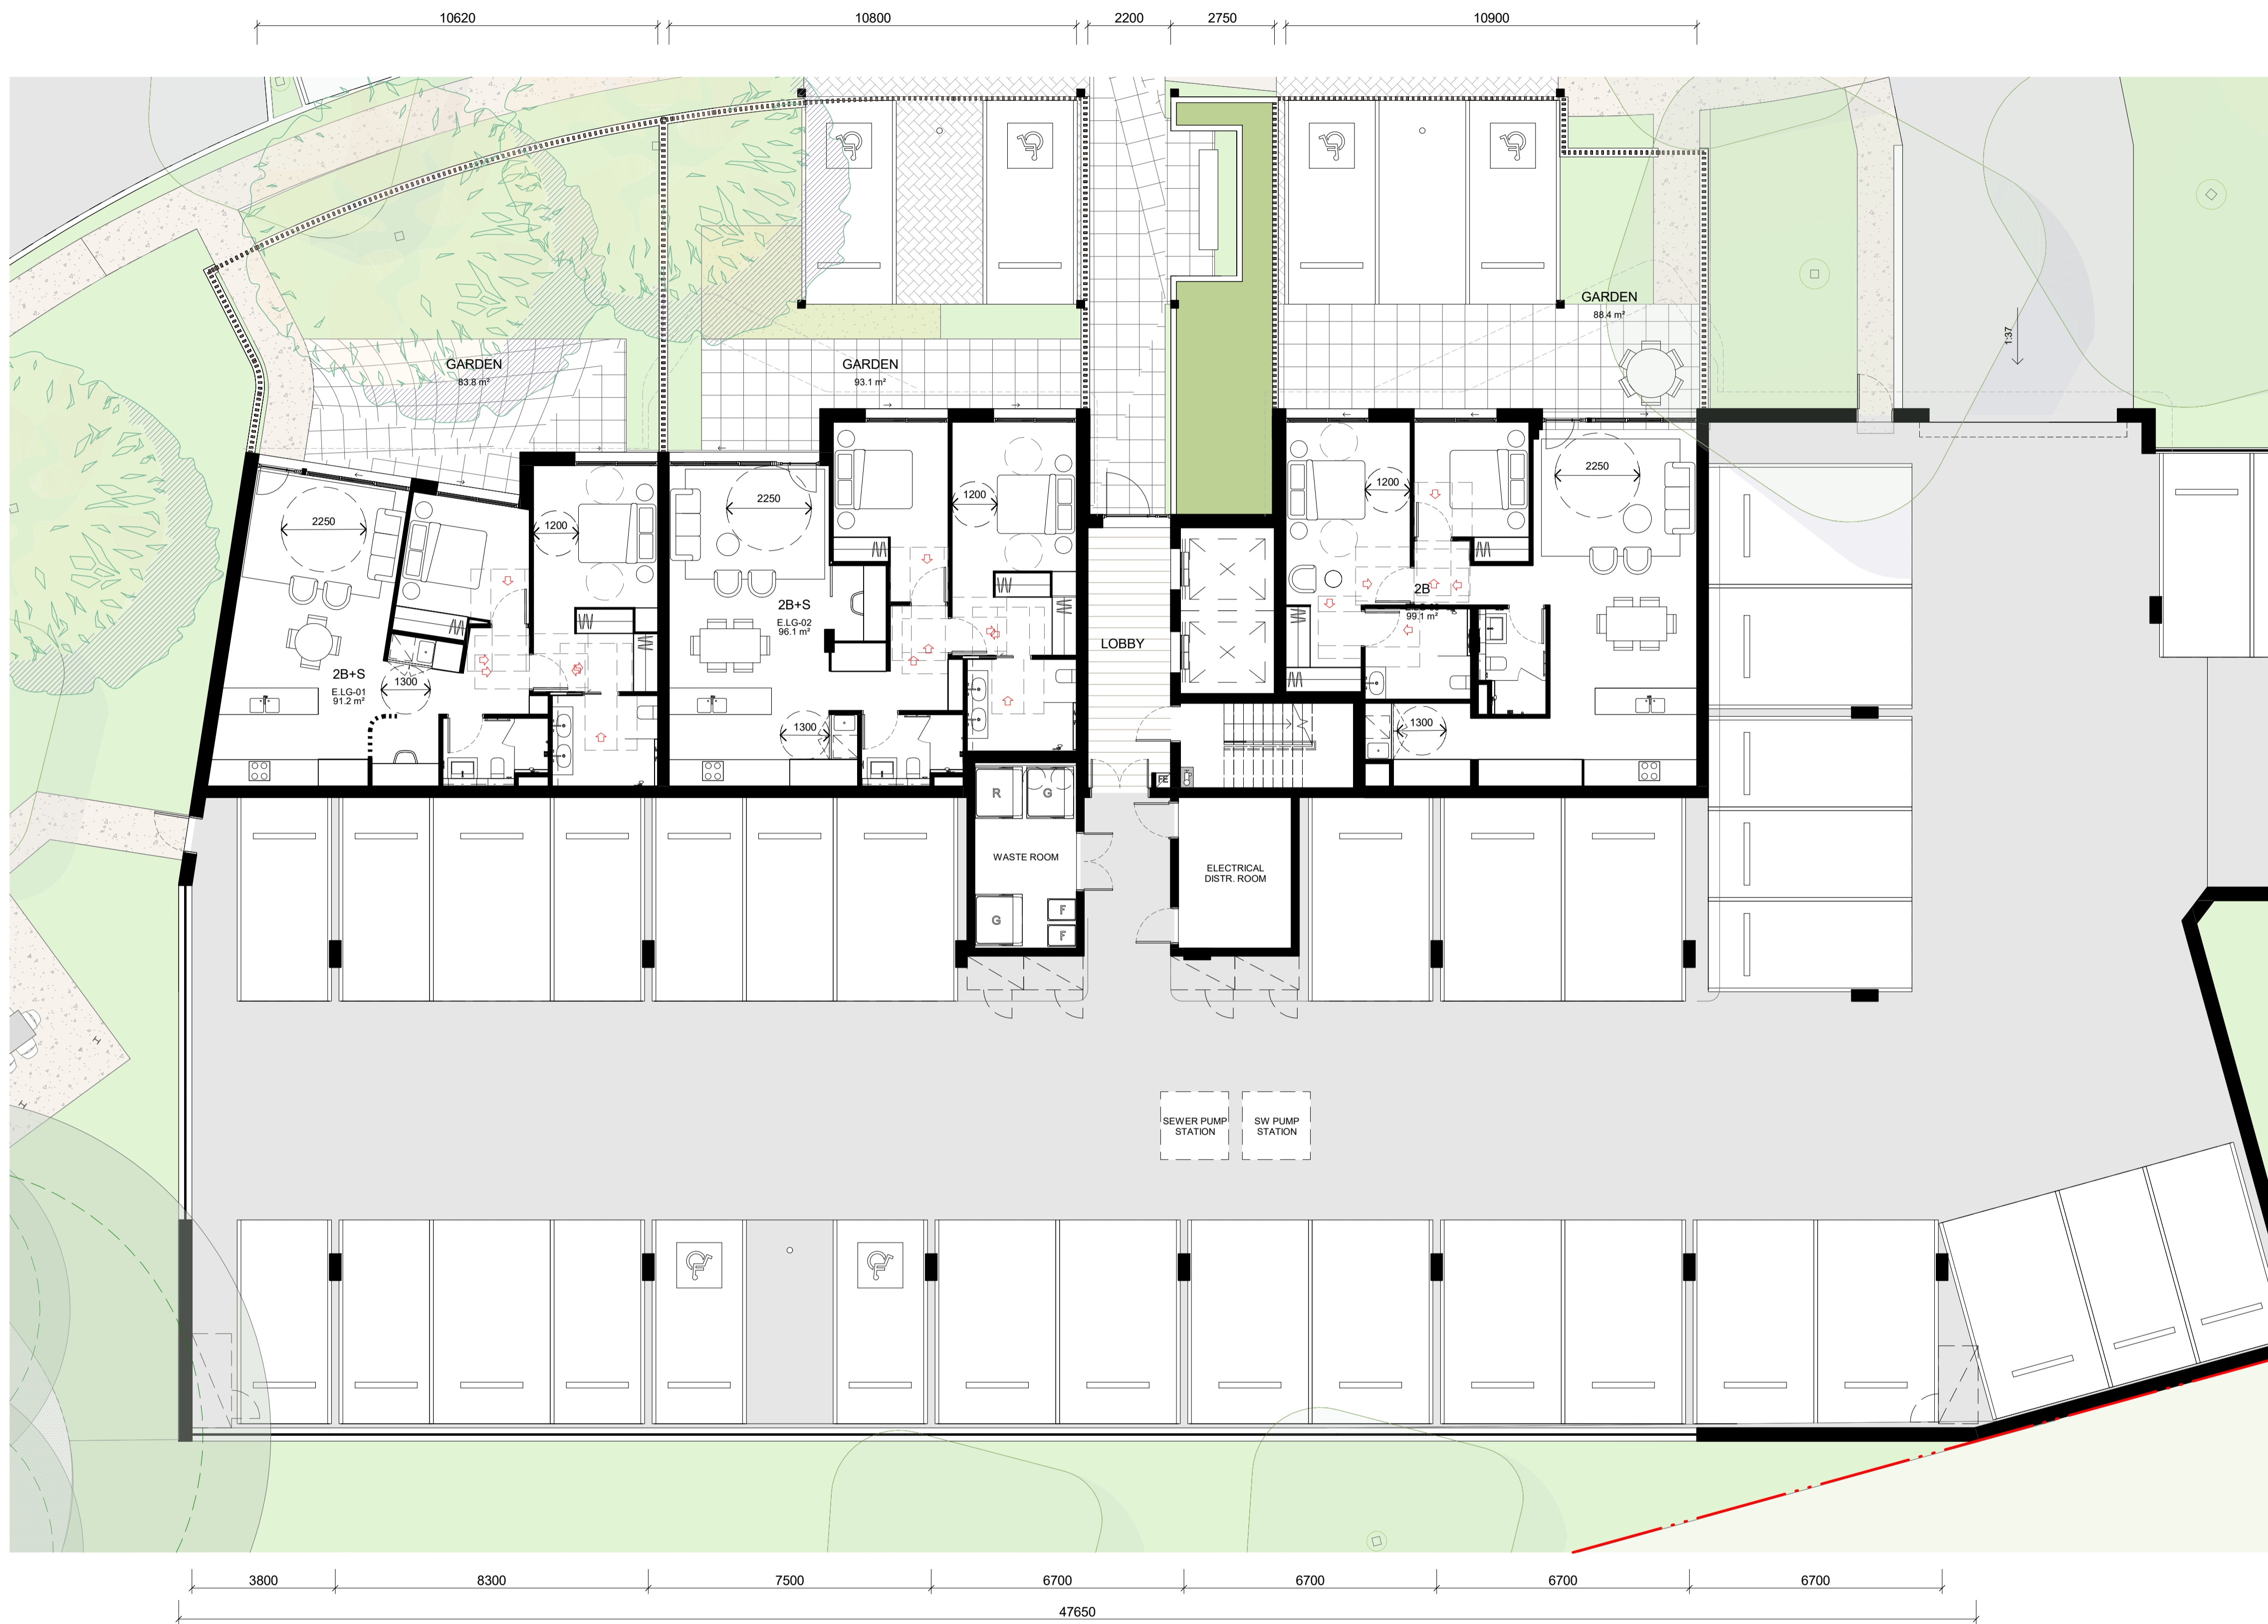 10620
10800
2200
2750
10900
GARDEN
88.4 m²
1:37
GARDEN
83.8 m²
GARDEN
93.1 m²
2250
1200
2250
1200
1200
2250
2B+S
E.LG-01
91.2 m²
1300
2B+S
E.LG-02
96.1 m²
1300
LOBBY
2B
99.1 m²
1300
FE
R
G
WASTE ROOM
G
F
F
ELECTRICAL
DISTR. ROOM
SEWER PUMP
STATION
SW PUMP
STATION
H
H
3800
8300
7500
6700
6700
6700
6700
47650